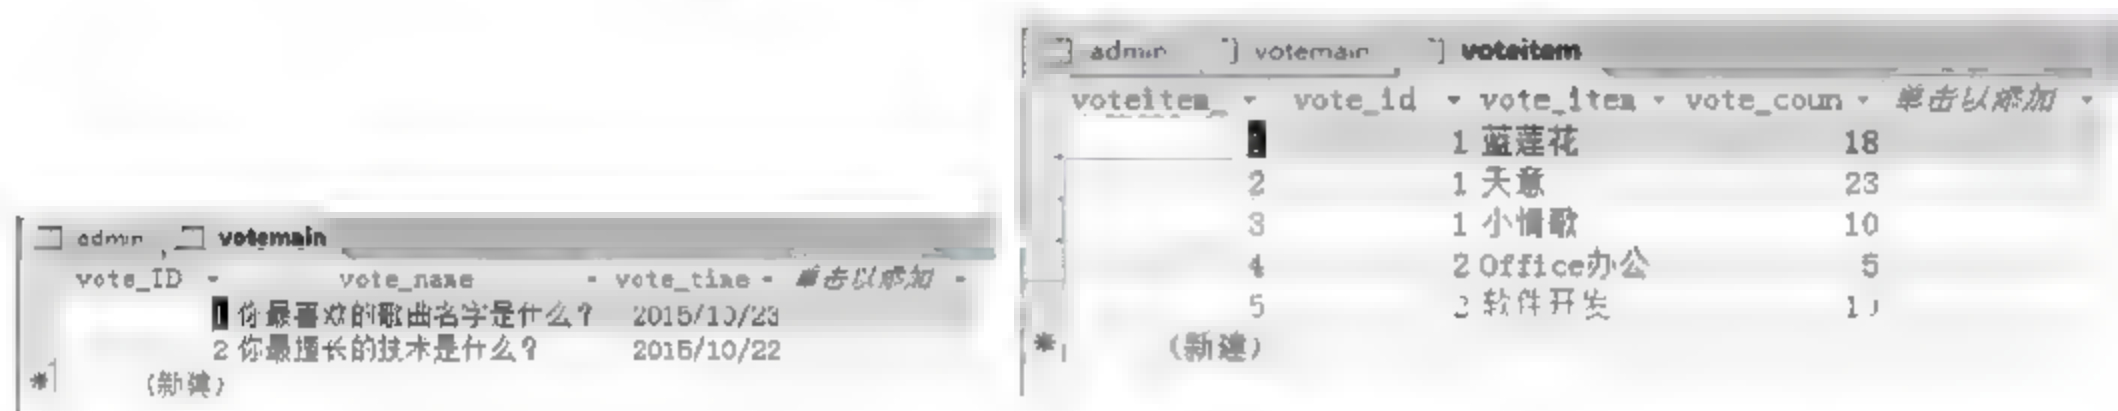 admin votemain
vote_ID vote_name vote_time 单击以添加
1 你最喜欢的歌曲名字是什么? 2015/10/23
2 你最擅长的技术是什么? 2015/10/22
* (新建)
admin votemain voteitem
voteitem_ vote_id vote_item vote_coun 单击以添加
1 蓝莲花 18
2 1 天意 23
3 1 小情歌 10
4 2 Office办公 5
5 2 软件开发
* (新建)